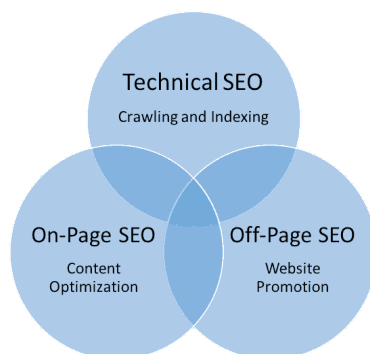 Technical SEO
Crawling and Indexing
On-Page SEO
Content
Optimization
Off-Page SEO
Website
Promotion